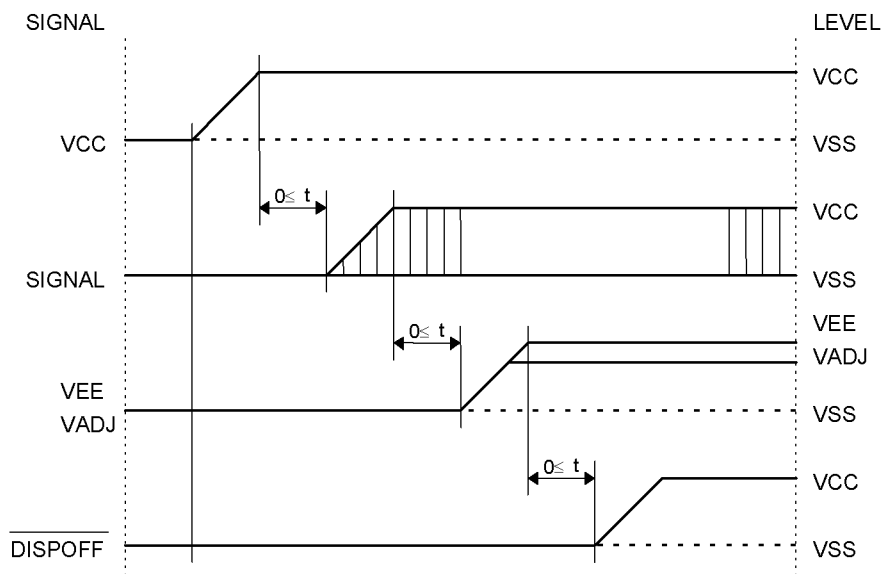 SIGNAL LEVEL
VCC
VCC VSS
0≤ t
VCC
SIGNAL VSS
VEE
0≤ t
VADJ
VEE
VADJ VSS
0≤ t
VCC
DISPOFF VSS